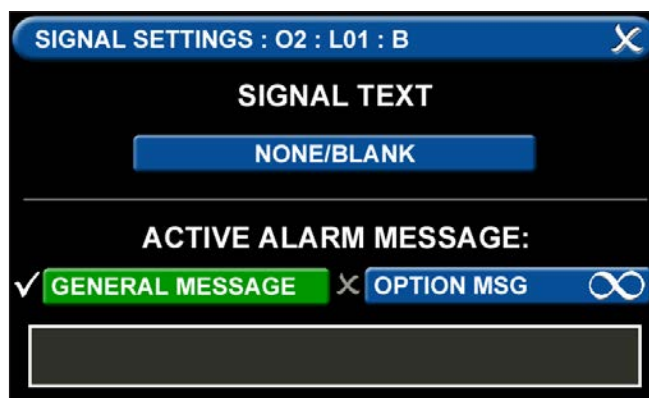 SIGNAL SETTINGS : O2 : L01 : B
SIGNAL TEXT
NONE/BLANK
ACTIVE ALARM MESSAGE:
GENERAL MESSAGE OPTION MSG